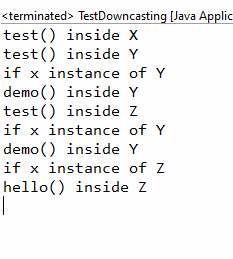 <terminated> TestDowncasting [Java Applic
test() inside X
test() inside Y
if x instance of Y
demo() inside Y
test() inside Z
if x instance of Y
demo() inside Y
if x instance of Z
hello() inside Z